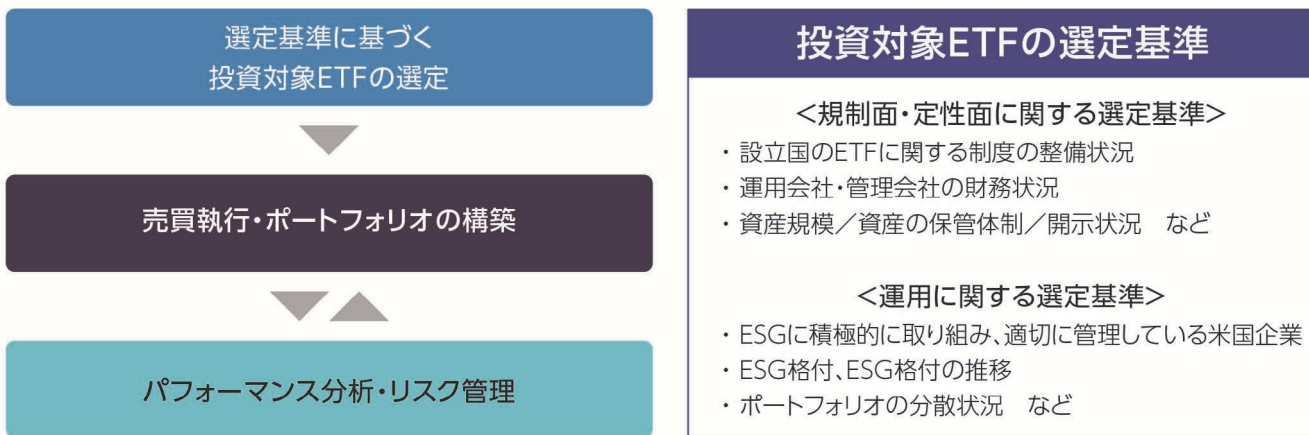 選定基準に基づく
投資対象ETFの選定
売買執行・ポートフォリオの構築
パフォーマンス分析・リスク管理
投資対象ETFの選定基準
＜規制面・定性面に関する選定基準＞
・設立国のETFに関する制度の整備状況
・運用会社・管理会社の財務状況
・資産規模／資産の保管体制／開示状況　など
＜運用に関する選定基準＞
・ESGに積極的に取り組み、適切に管理している米国企業
・ESG格付、ESG格付の推移
・ポートフォリオの分散状況　など